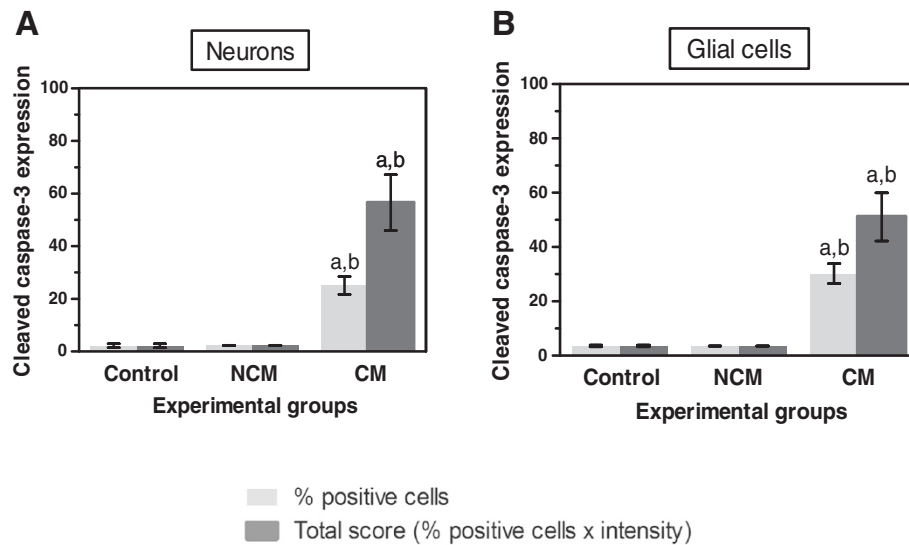 A
Neurons
Cleaved caspase-3 expression
100
80
60
40
20
0
a,b
a,b
Control NCM CM
Experimental groups
B
Glial cells
Cleaved caspase-3 expression
100
80
60
40
20
0
a,b
a,b
Control NCM CM
Experimental groups
% positive cells
Total score (% positive cells x intensity)